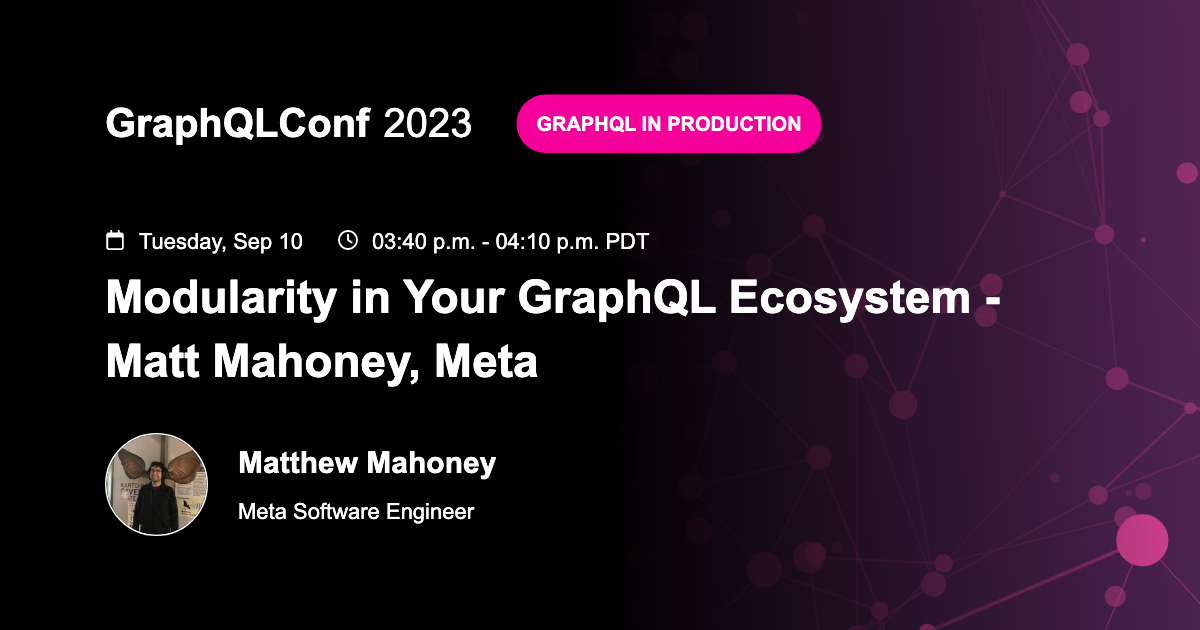 GraphQLConf 2023
GRAPHQL IN PRODUCTION
Tuesday, Sep 10 03:40 p.m. - 04:10 p.m. PDT
Modularity in Your GraphQL Ecosystem -
Matt Mahoney, Meta
Matthew Mahoney
Meta Software Engineer